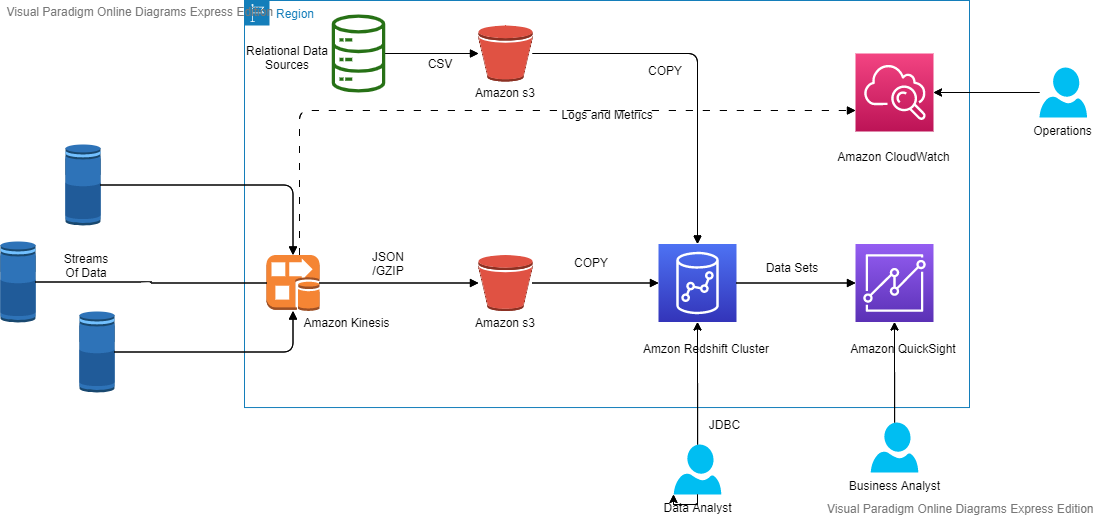 Visual Paradigm Online Diagrams Express Edition
Region
Relational Data
Sources
CSV
Amazon s3
COPY
Logs and Metrics
Amazon CloudWatch
Operations
Streams
Of Data
JSON
/GZIP
Amazon Kinesis
Amazon s3
COPY
Data Sets
Amzon Redshift Cluster
Amazon QuickSight
JDBC
Data Analyst
Business Analyst
Visual Paradigm Online Diagrams Express Edition